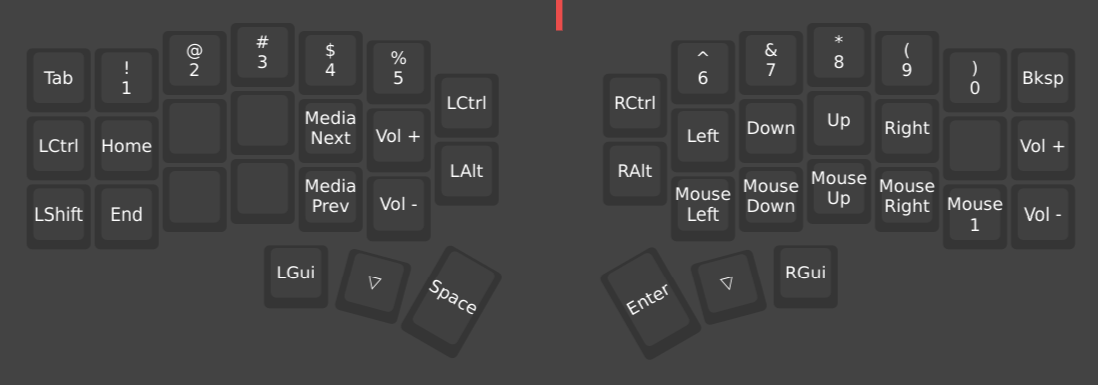 Tab
!
1
@
2
#
3
$
4
%
5
LCtrl
LCtrl
Home
Media
Next
Vol +
LAlt
LShift
End
Media
Prev
Vol -
LGui
▽
Space
RCtrl
^
6
&
7
*
8
(
9
)
0
Bksp
RAlt
Left
Down
Up
Right
Vol +
Mouse
Left
Mouse
Down
Mouse
Up
Mouse
Right
Mouse
1
Vol -
Enter
▽
RGui